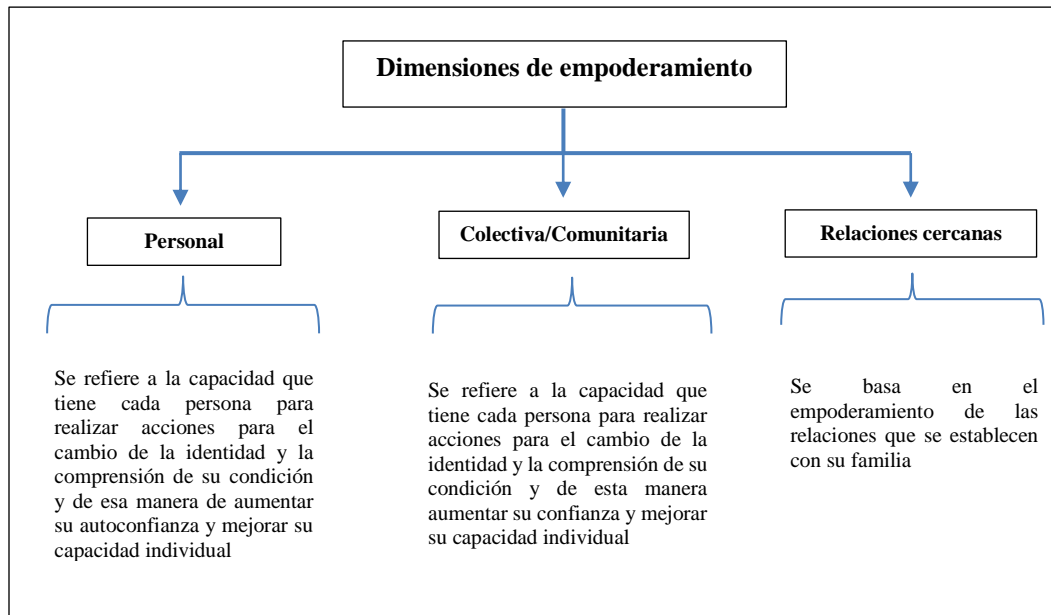 Dimensiones de empoderamiento
Personal
Colectiva/Comunitaria
Relaciones cercanas
Se refiere a la capacidad que
tiene cada persona para
realizar acciones para el
cambio de la identidad y la
comprensión de su condición
y de esa manera de aumentar
su autoconfianza y mejorar su
capacidad individual
Se refiere a la capacidad que
tiene cada persona para realizar
acciones para el cambio de la
identidad y la comprensión de su
condición y de esta manera
aumentar su confianza y mejorar
su capacidad individual
Se basa en el
empoderamiento de las
relaciones que se establecen
con su familia